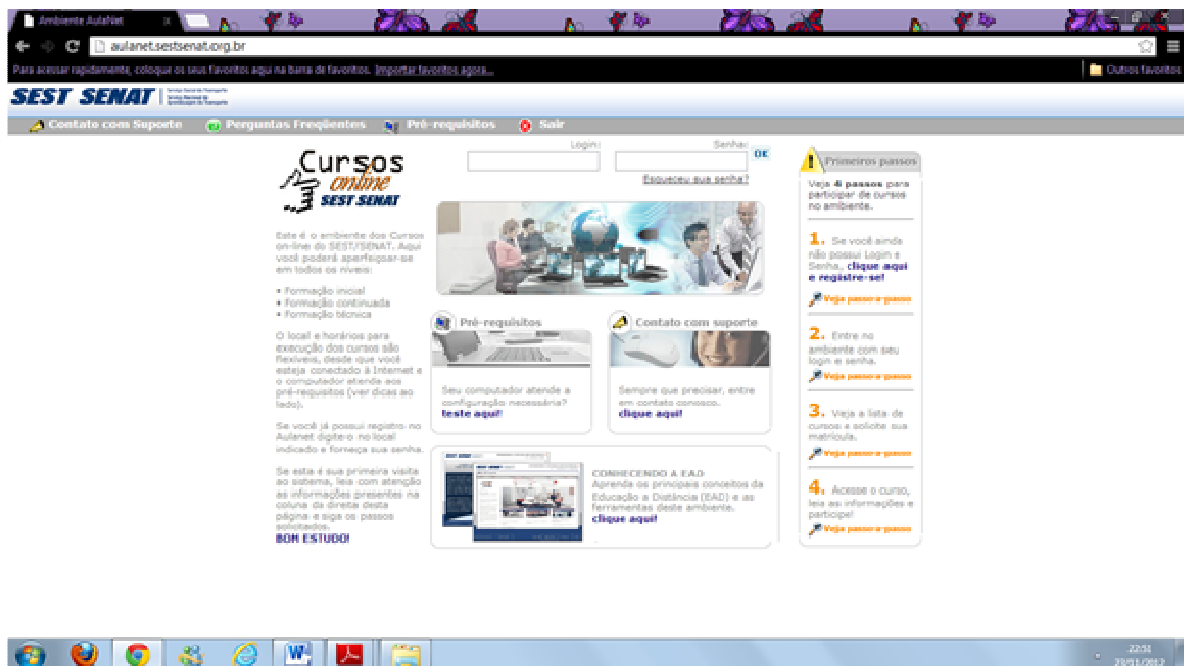 Ambiente AulaNet
aulanet.sestsenat.org.br
Para acessar rapidamente, coloque os seus favoritos aqui na barra de favoritos. Importar favoritos agora...
Outros favoritos
SEST SENAT
Contato com Suporte
Perguntas Freqüentes
Pré-requisitos
Sair
Cursos
online
SEST SENAT
Login:
Senha:
OK
Esqueceu sua senha?
Este é o ambiente dos Cursos
on-line do SEST/SENAT. Aqui
você poderá aperfeiçoar-se
em todos os níveis:
• Formação inicial
• Formação continuada
• Formação técnica
O local e horários para
execução dos cursos são
flexíveis, desde que você
esteja conectado à Internet e
o computador atenda aos
pré-requisitos (ver dicas ao
lado).
Se você já possui registro no
Aulanet digite-o no local
indicado e forneça sua senha.
Se esta é sua primeira visita
ao sistema, leia com atenção
as informações presentes na
coluna da direita desta
página e siga os passos
solicitados.
BOM ESTUDO!
Pré-requisitos
Seu computador atende a
configuração necessária?
teste aqui!
Contato com suporte
Sempre que precisar, entre
em contato conosco.
clique aqui!
CONHECENDO A EAD
Aprenda os principais conceitos da
Educação a Distância (EAD) e as
ferramentas deste ambiente.
clique aqui!
Primeiros passos
Veja 4 passos para
participar de cursos
no ambiente.
1. Se você ainda
não possui Login e
Senha, clique aqui
e registre-se!
Veja passo-a-passo
2. Entre no
ambiente com seu
login e senha.
Veja passo-a-passo
3. Veja a lista de
cursos e solicite sua
matrícula.
Veja passo-a-passo
4. Acesse o curso,
leia as informações e
participe!
Veja passo-a-passo
22:51
23/11/2012